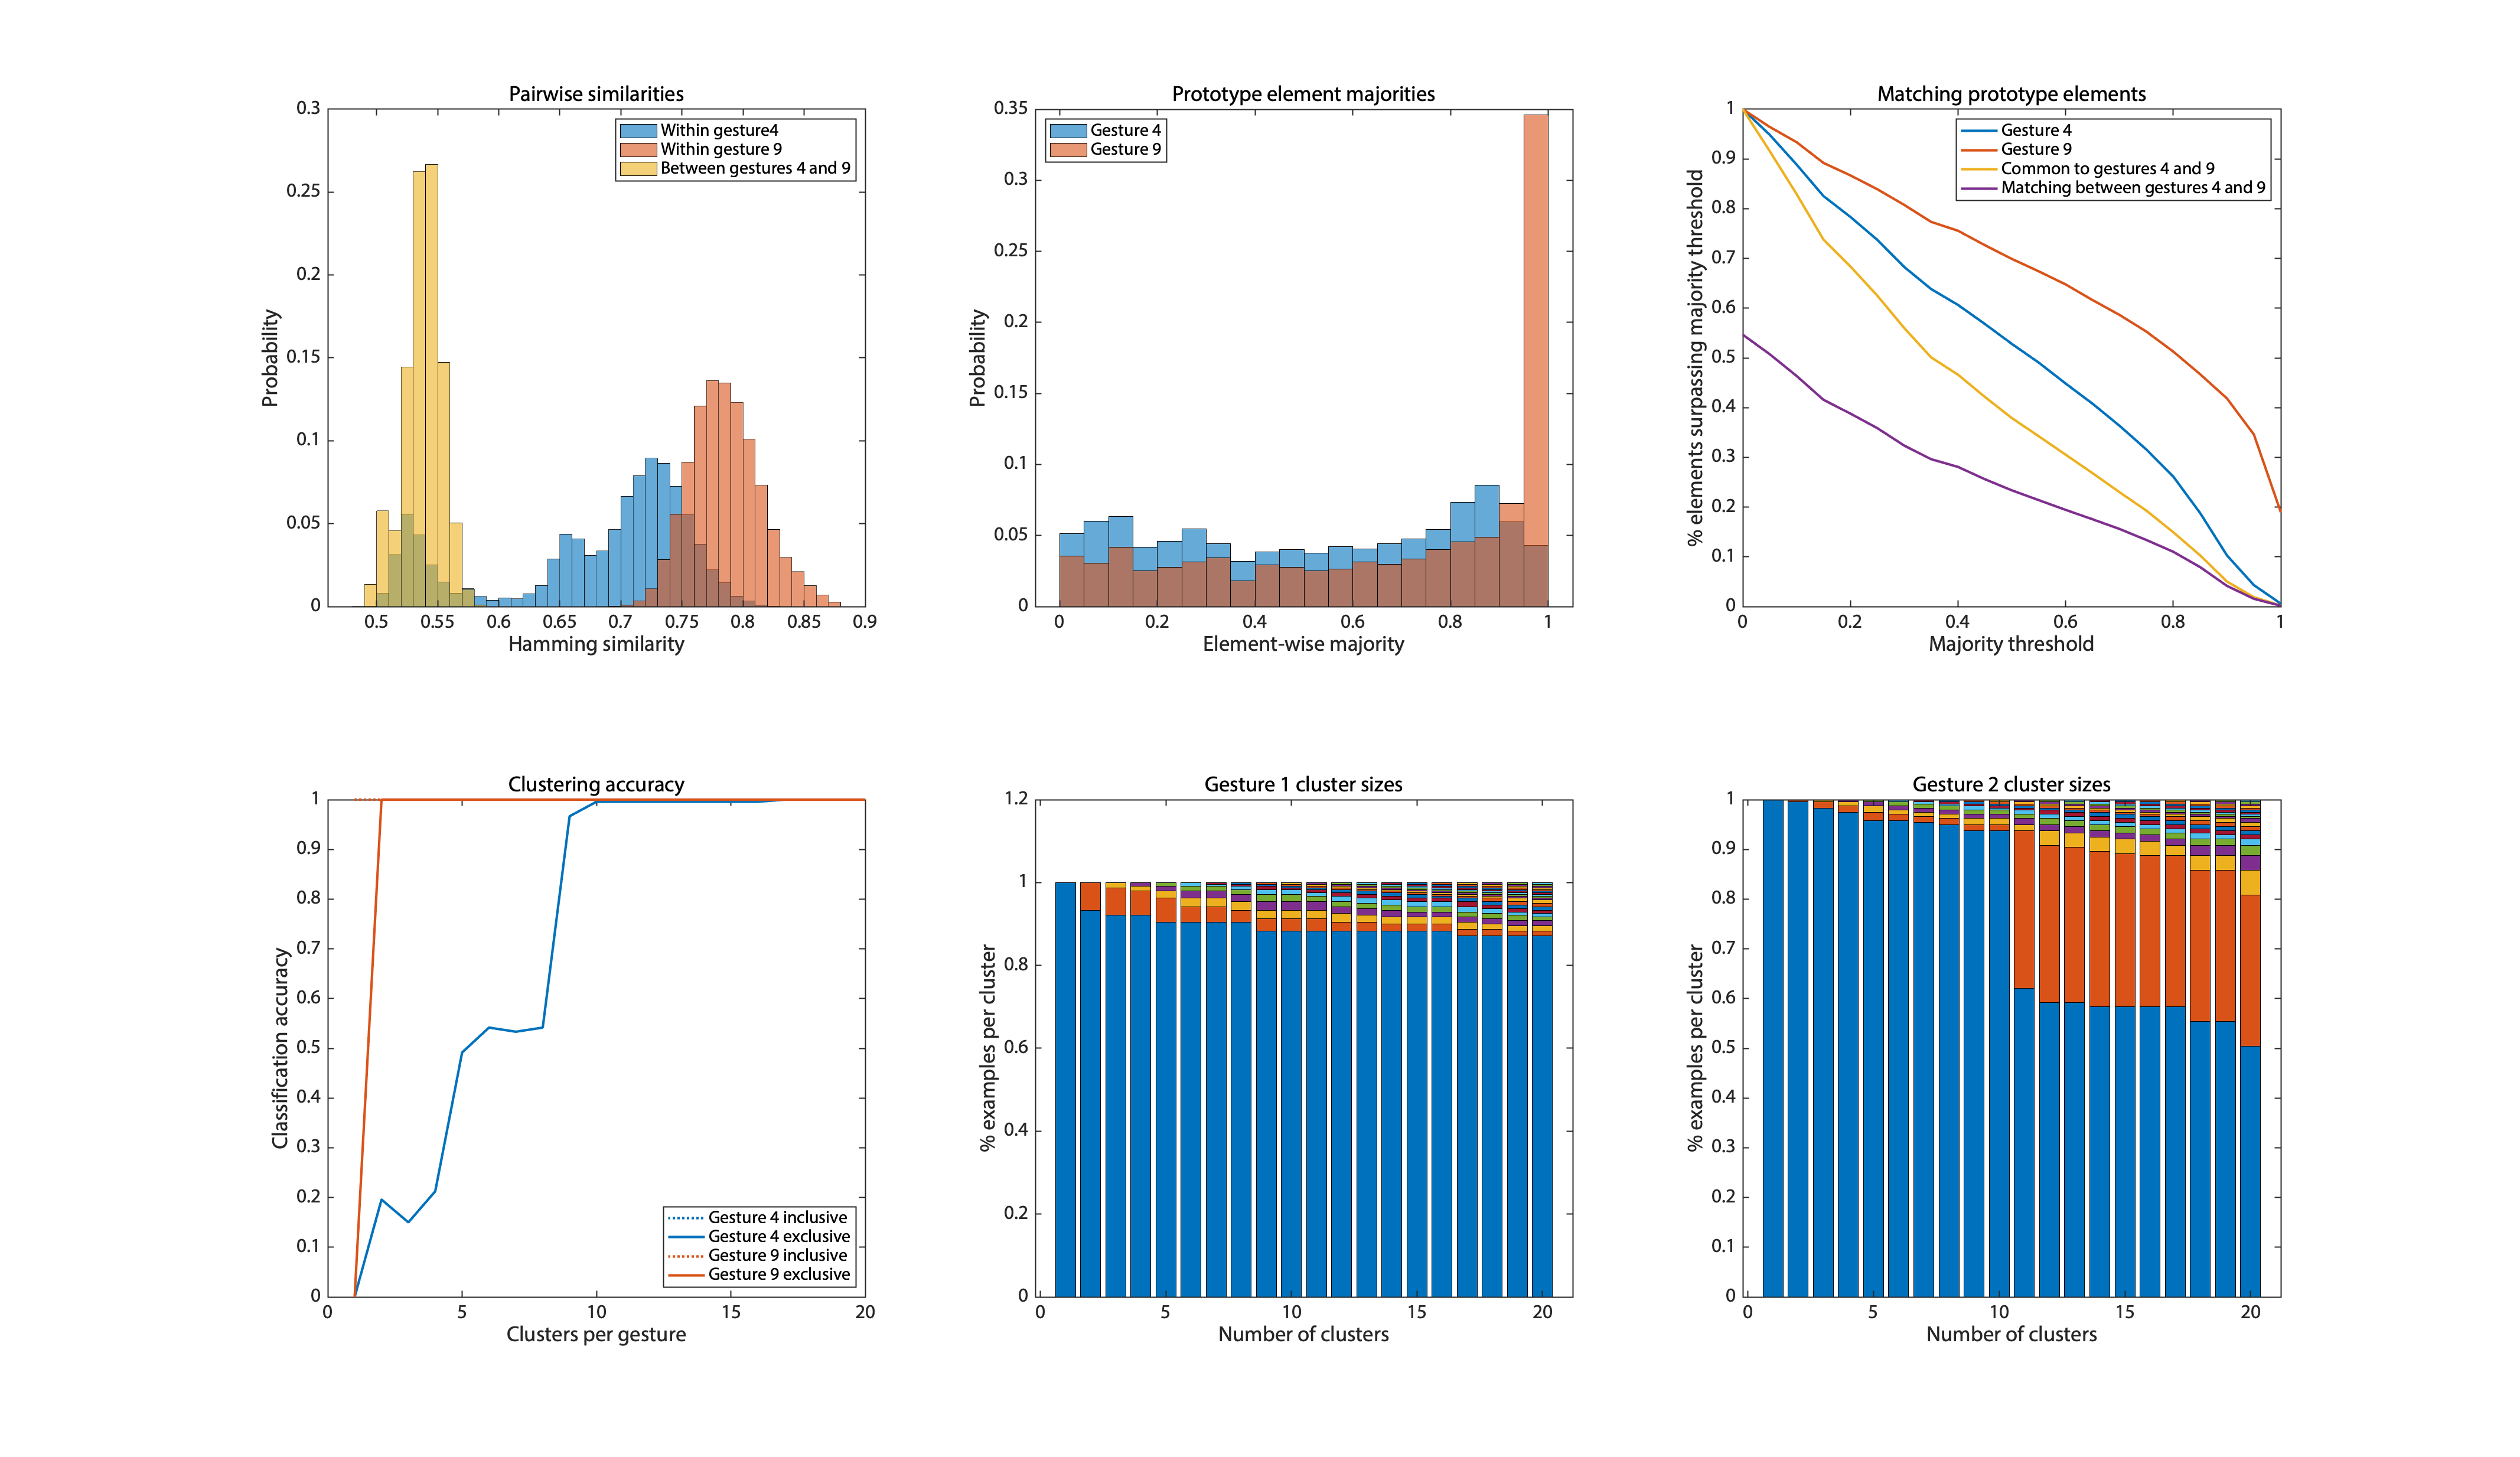 Pairwise similarities
0.3
0.25
0.2
0.15
0.1
0.05
0
Probability
Within gesture4
Within gesture 9
Between gestures 4 and 9
0.5 0.55 0.6 0.65 0.7 0.75 0.8 0.85 0.9
Hamming similarity
Prototype element majorities
0.35
0.3
0.25
0.2
0.15
0.1
0.05
0
Probability
Gesture 4
Gesture 9
0 0.2 0.4 0.6 0.8 1
Element-wise majority
Matching prototype elements
1
0.9
0.8
0.7
0.6
0.5
0.4
0.3
0.2
0.1
0
% elements surpassing majority threshold
Gesture 4
Gesture 9
Common to gestures 4 and 9
Matching between gestures 4 and 9
0 0.2 0.4 0.6 0.8 1
Majority threshold
Clustering accuracy
1
0.9
0.8
0.7
0.6
0.5
0.4
0.3
0.2
0.1
0
Classification accuracy
Gesture 4 inclusive
Gesture 4 exclusive
Gesture 9 inclusive
Gesture 9 exclusive
0 5 10 15 20
Clusters per gesture
Gesture 1 cluster sizes
1.2
1
0.8
0.6
0.4
0.2
0
% examples per cluster
0 5 10 15 20
Number of clusters
Gesture 2 cluster sizes
1
0.9
0.8
0.7
0.6
0.5
0.4
0.3
0.2
0.1
0
% examples per cluster
0 5 10 15 20
Number of clusters